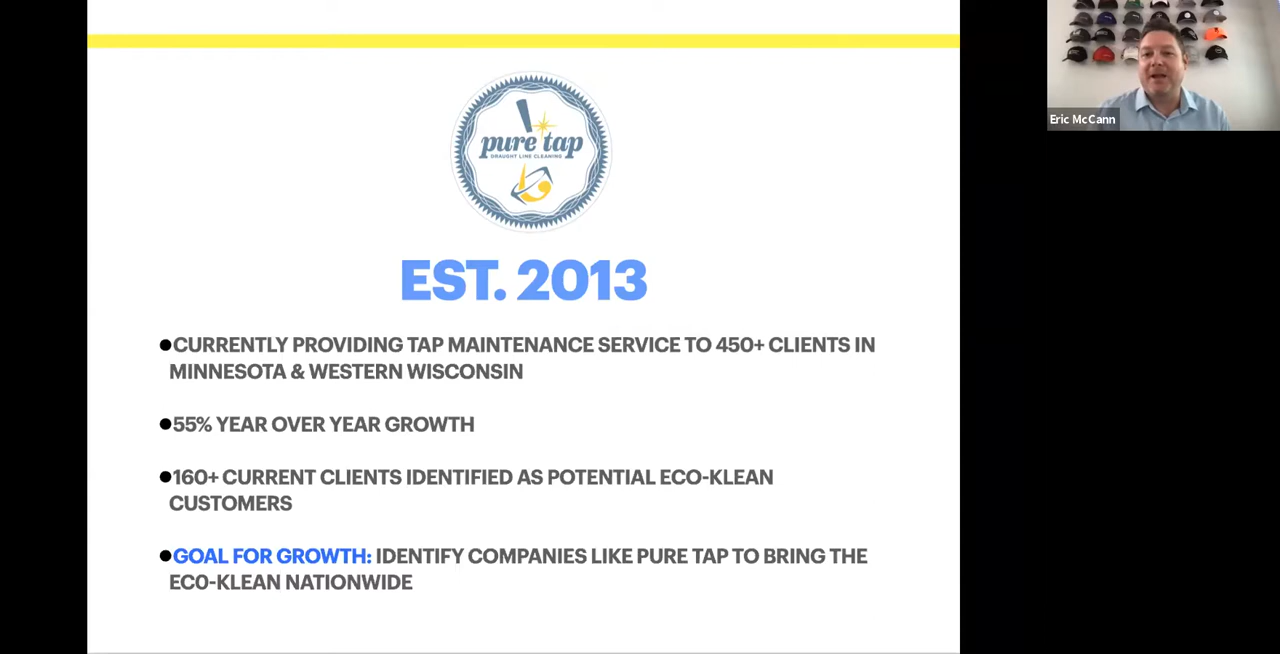 pure tap
DRAUGHT LINE CLEANING
Eric McCann
EST. 2013
●CURRENTLY PROVIDING TAP MAINTENANCE SERVICE TO 450+ CLIENTS IN
MINNESOTA & WESTERN WISCONSIN
●55% YEAR OVER YEAR GROWTH
●160+ CURRENT CLIENTS IDENTIFIED AS POTENTIAL ECO-KLEAN
CUSTOMERS
●GOAL FOR GROWTH: IDENTIFY COMPANIES LIKE PURE TAP TO BRING THE
EC0-KLEAN NATIONWIDE